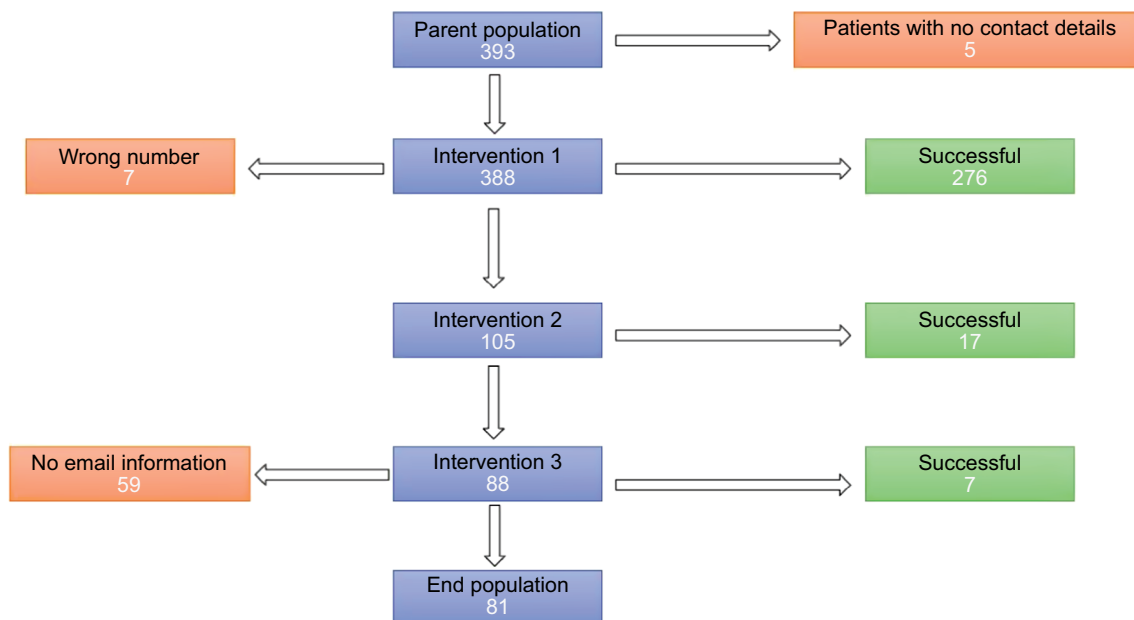 Parent population
393
Patients with no contact details
5
Wrong number
7
Intervention 1
388
Successful
276
Intervention 2
105
Successful
17
No email information
59
Intervention 3
88
Successful
7
End population
81